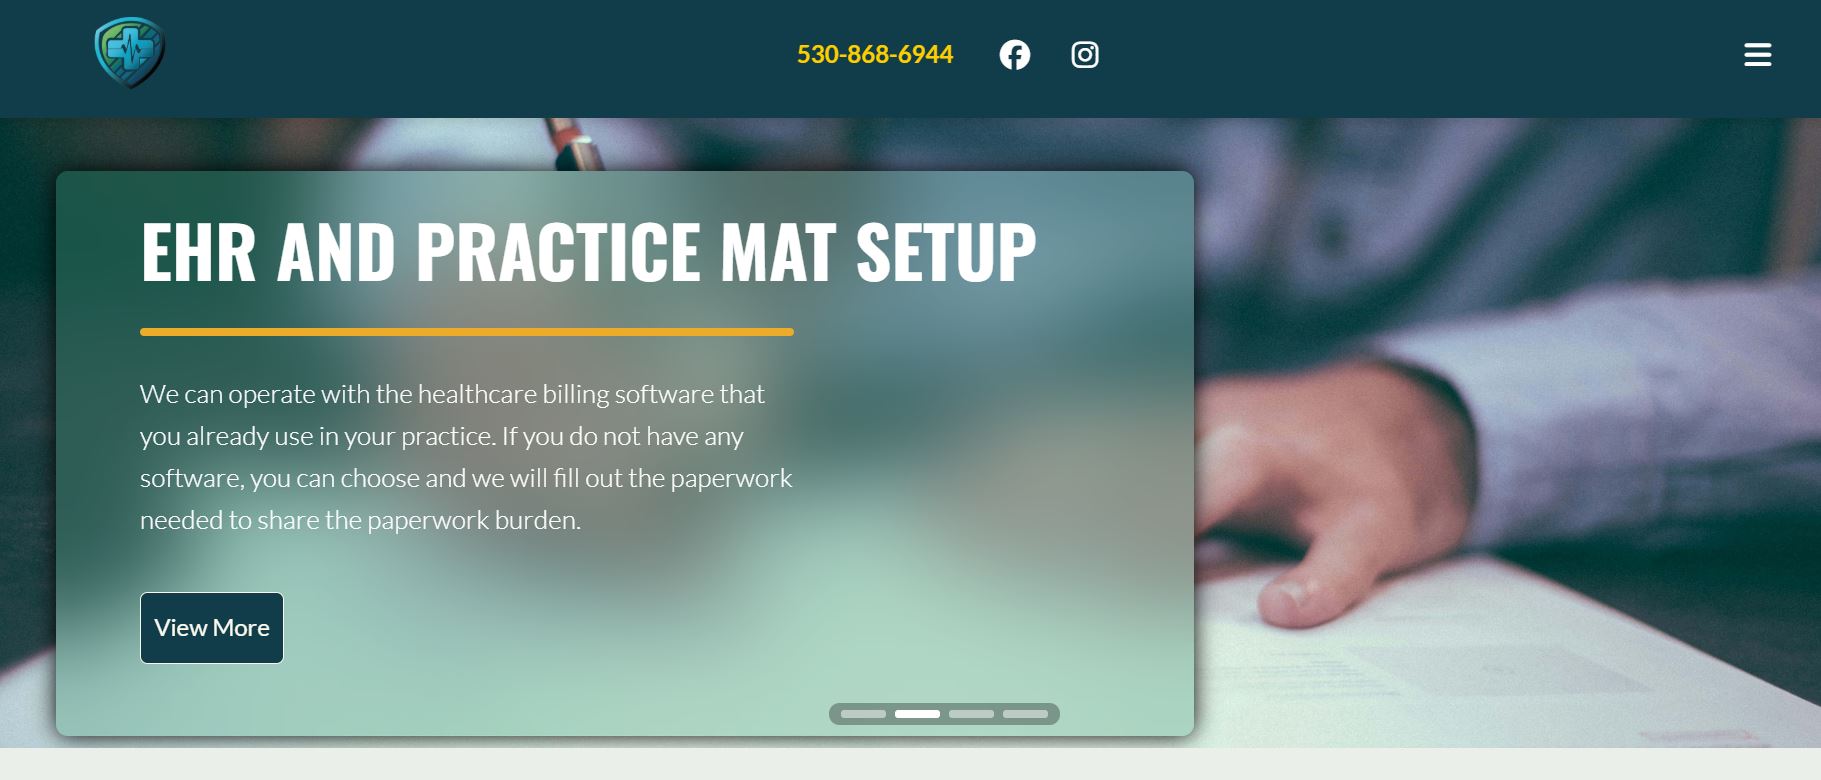 530-868-6944
EHR AND PRACTICE MAT SETUP
We can operate with the healthcare billing software that
you already use in your practice. If you do not have any
software, you can choose and we will fill out the paperwork
needed to share the paperwork burden.
View More